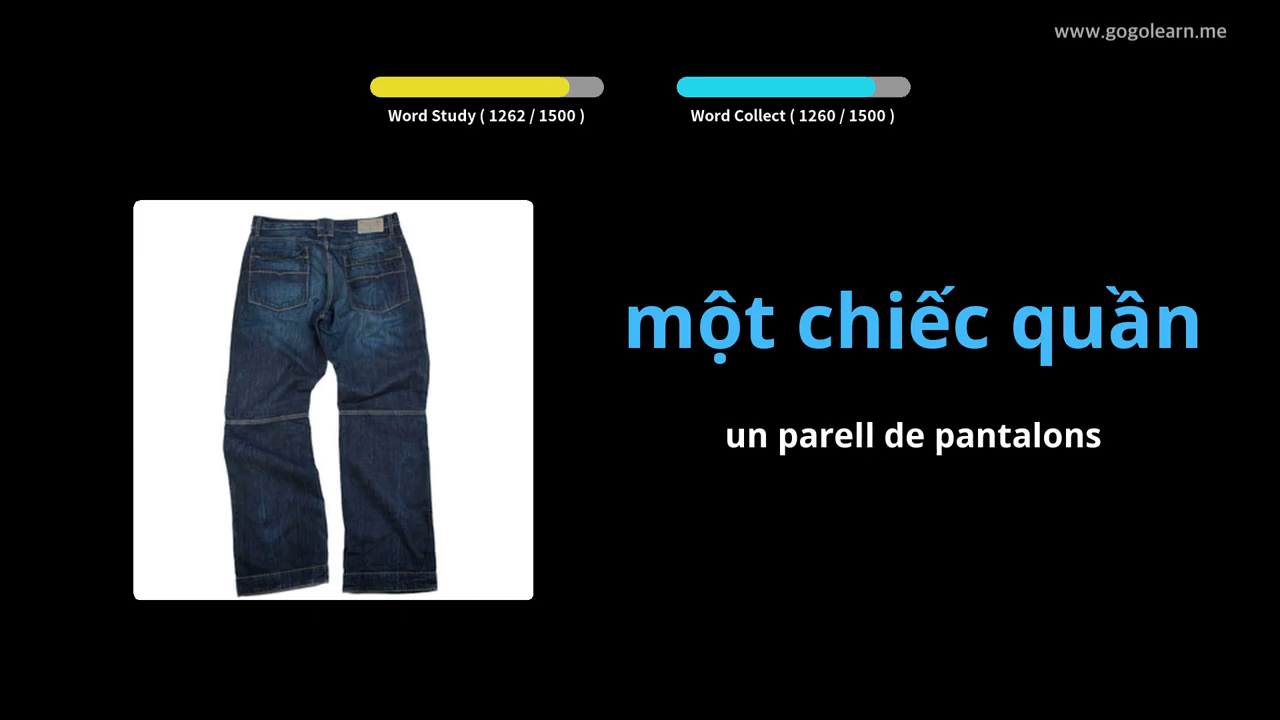 www.gogolearn.me
Word Study ( 1262 / 1500 )
Word Collect ( 1260 / 1500 )
một chiếc quần
un parell de pantalons